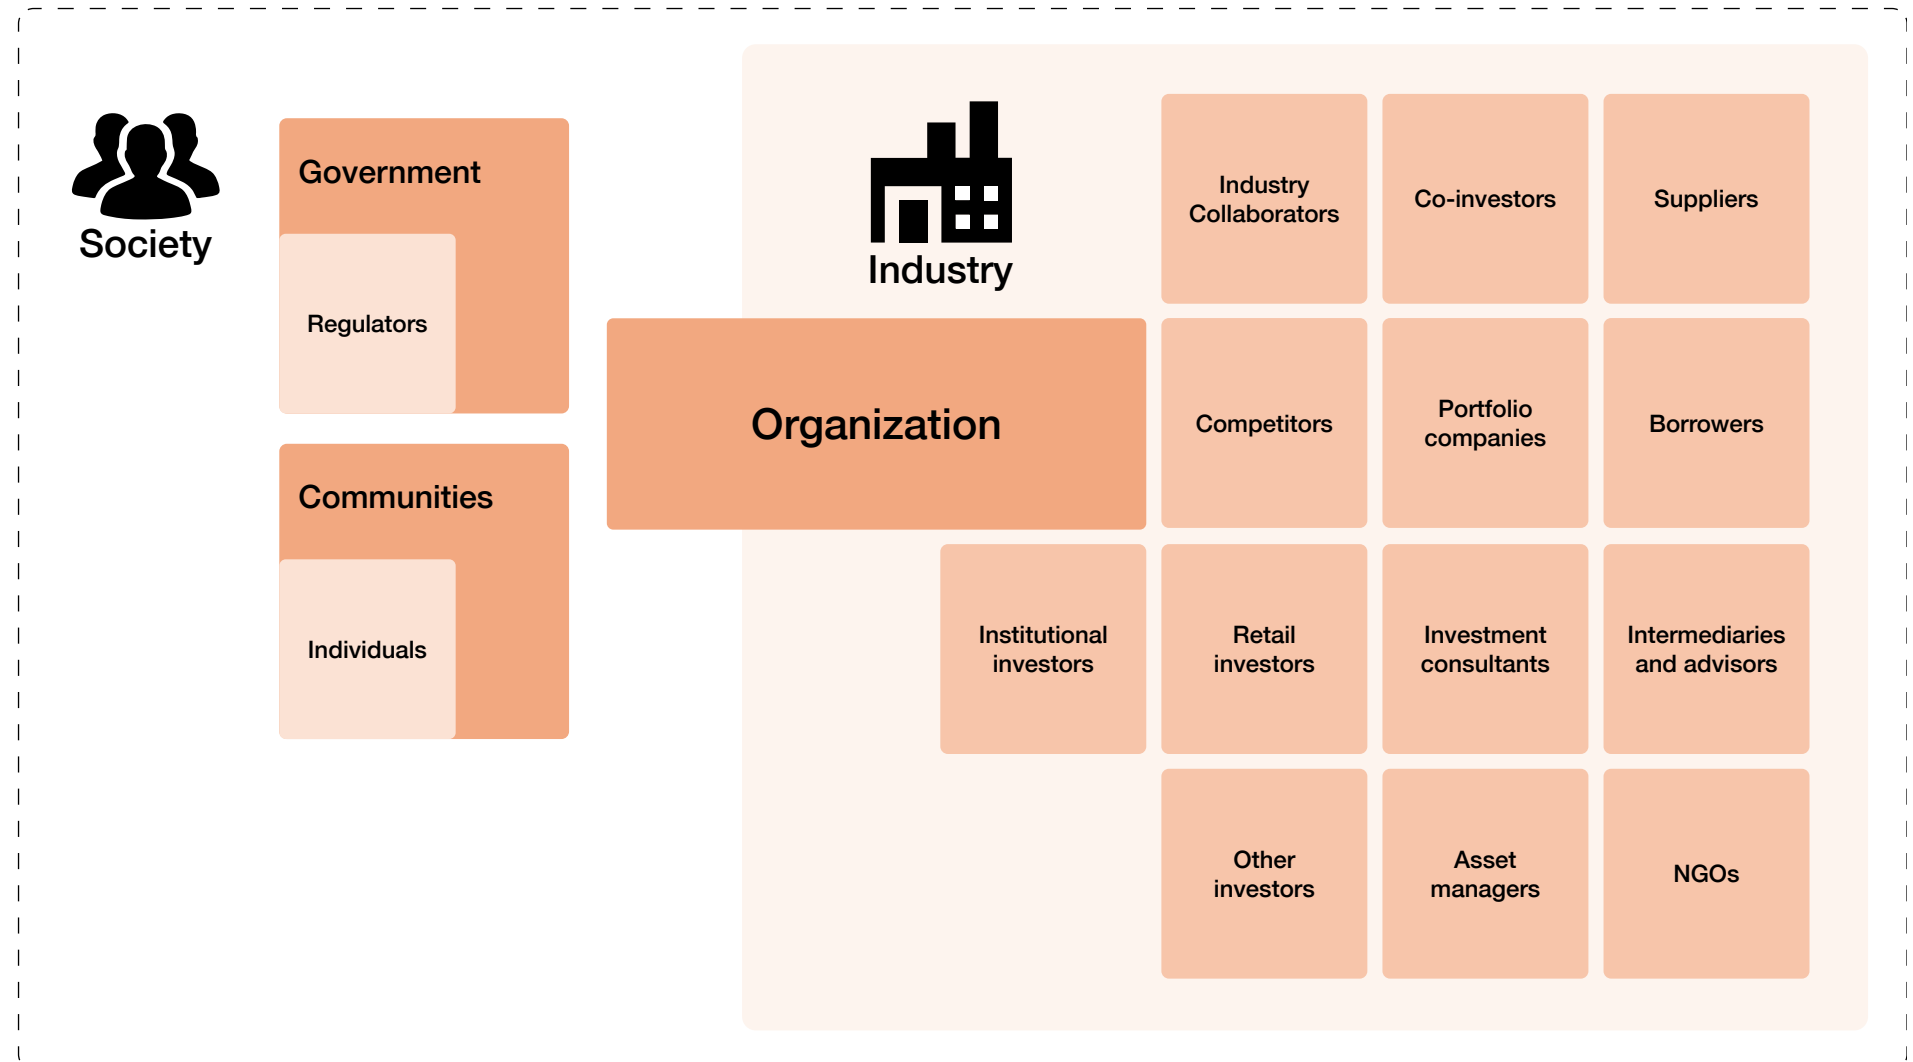 Society
Government
Regulators
Communities
Individuals
Industry
Organization
Industry
Collaborators
Co-investors
Suppliers
Competitors
Portfolio
companies
Borrowers
Institutional
investors
Retail
investors
Investment
consultants
Intermediaries
and advisors
Other
investors
Asset
managers
NGOs